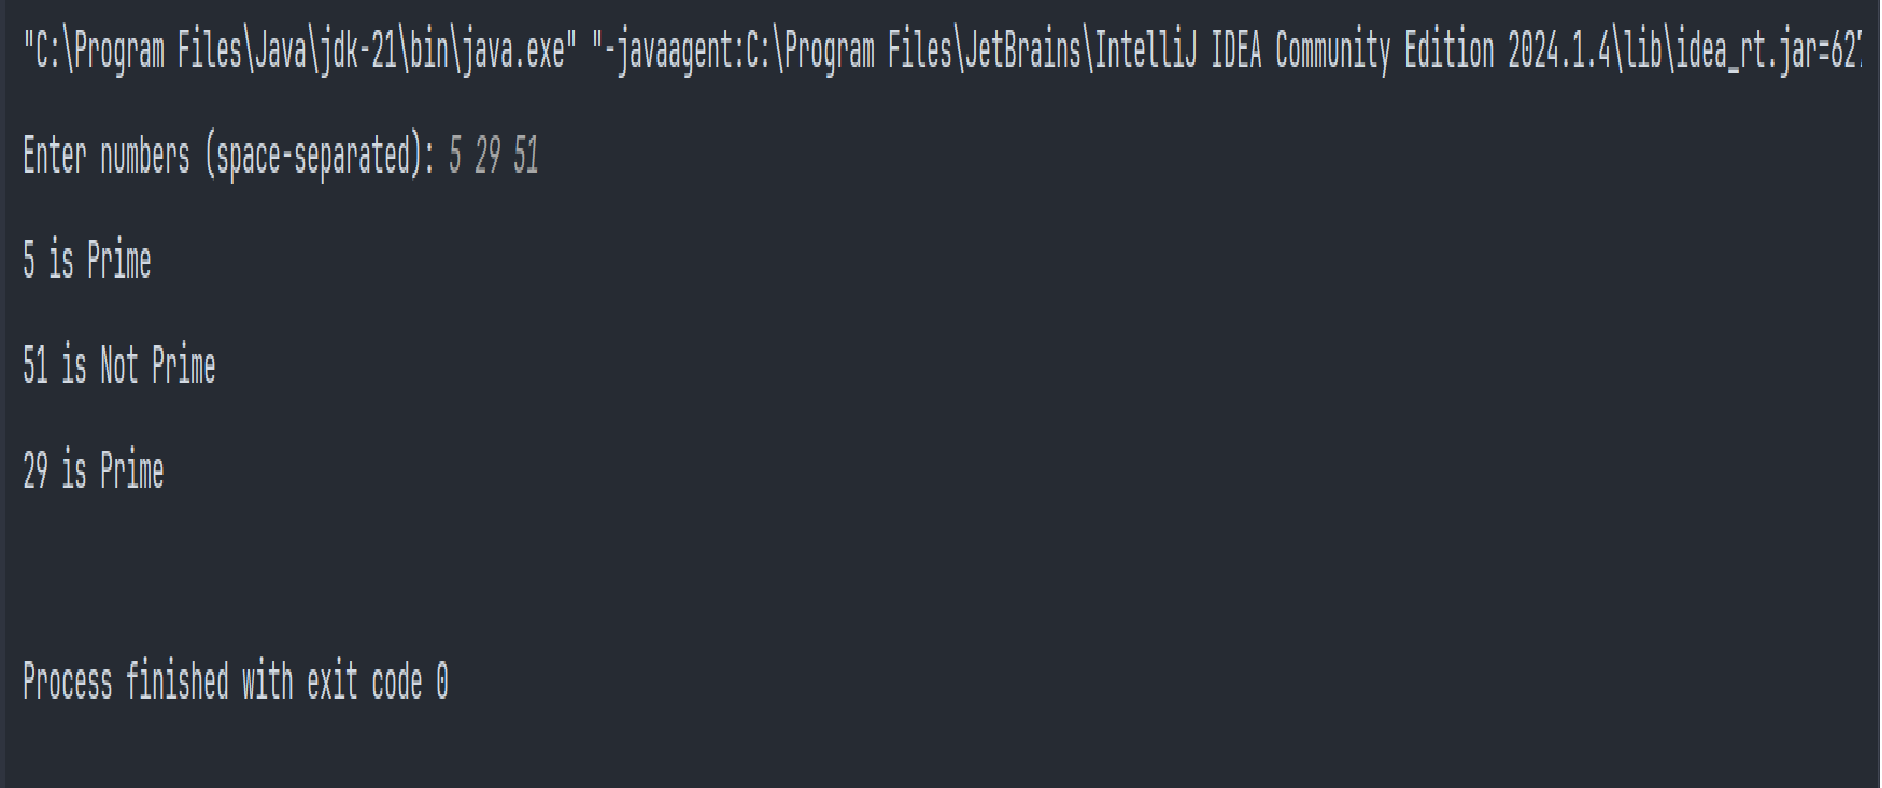 "C:\Program Files\Java\jdk-21\bin\java.exe" "-javaagent:C:\Program Files\JetBrains\IntelliJ IDEA Community Edition 2024.1.4\lib\idea_rt.jar=627
Enter numbers (space-separated): 5 29 51
5 is Prime
51 is Not Prime
29 is Prime
Process finished with exit code 0